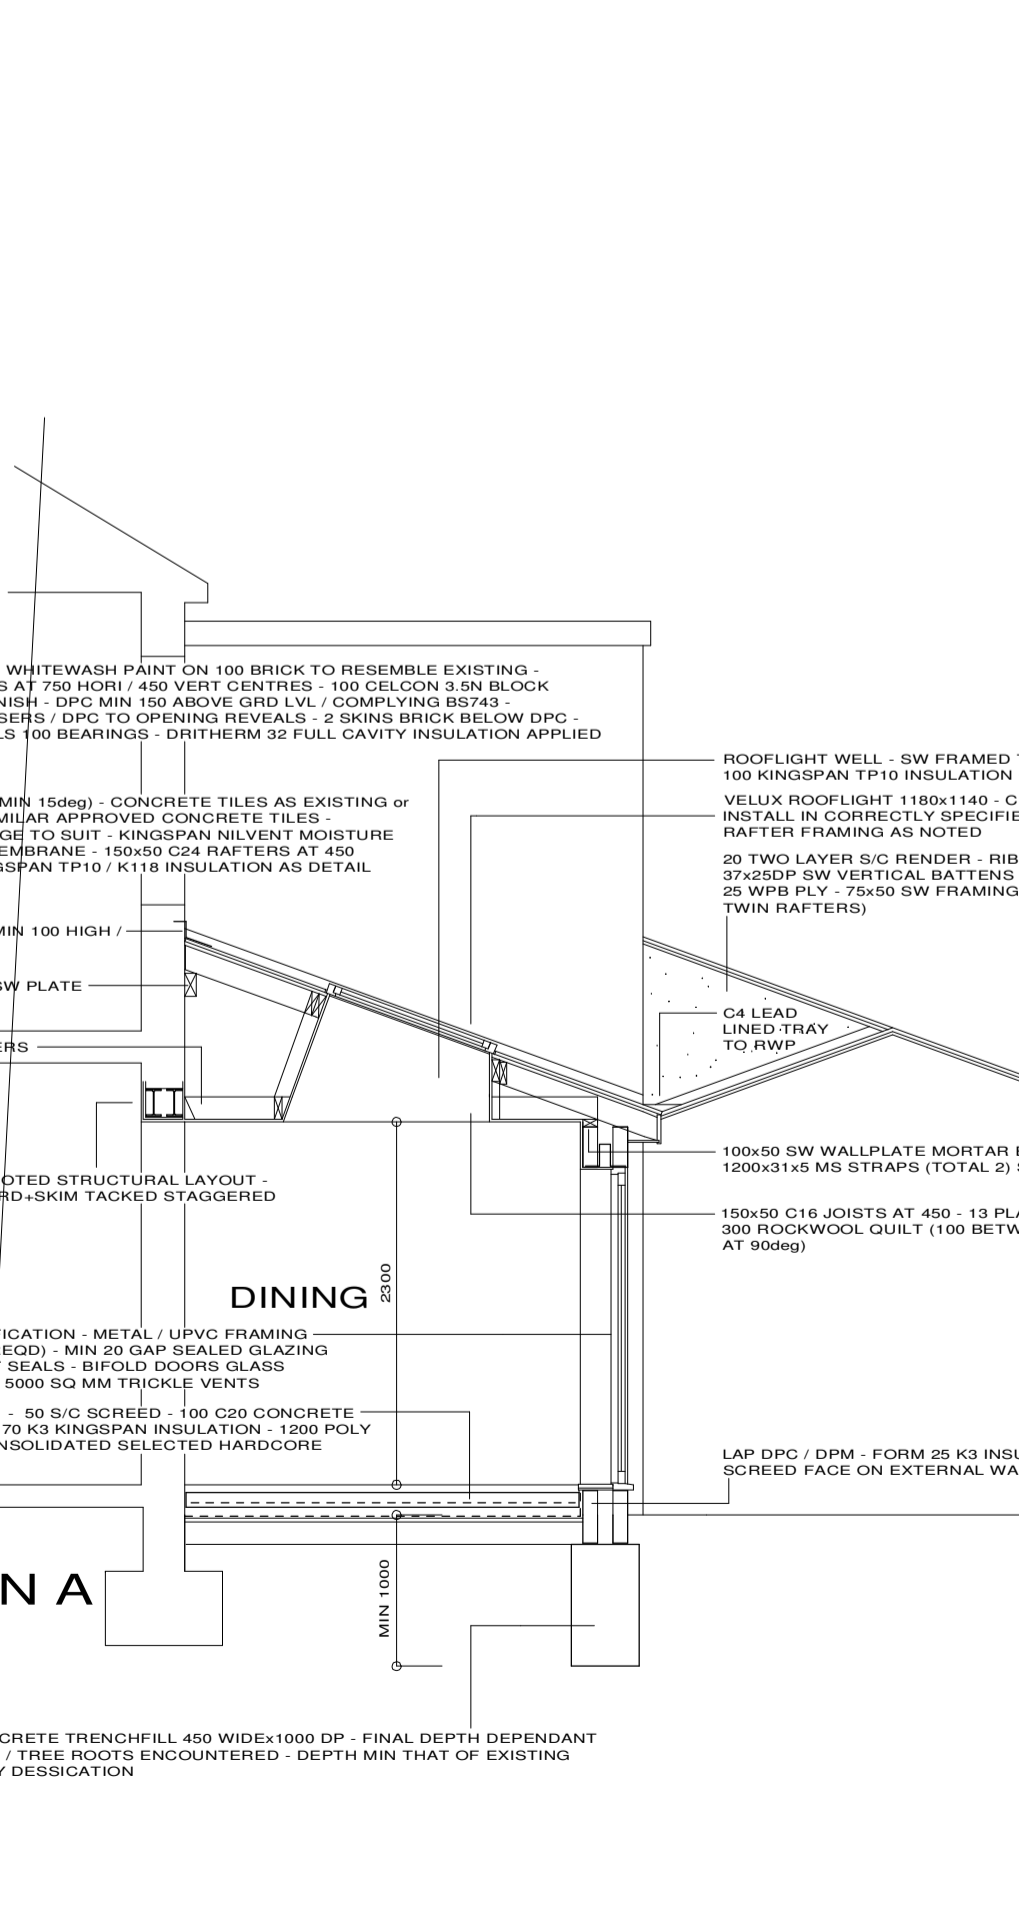 WHITEWASH PAINT ON 100 BRICK TO RESEMBLE EXISTING -
S AT 750 HORI / 450 VERT CENTRES - 100 CELCON 3.5N BLOCK
NISH - DPC MIN 150 ABOVE GRD LVL / COMPLYING BS743 -
SERS / DPC TO OPENING REVEALS - 2 SKINS BRICK BELOW DPC -
LS 100 BEARINGS - DRITHERM 32 FULL CAVITY INSULATION APPLIED
MIN 15deg) - CONCRETE TILES AS EXISTING or
MILAR APPROVED CONCRETE TILES -
GE TO SUIT - KINGSPAN NILVENT MOISTURE
EMBRANE - 150x50 C24 RAFTERS AT 450
GSPAN TP10 / K118 INSULATION AS DETAIL
MIN 100 HIGH /
SW PLATE
ERS
OTED STRUCTURAL LAYOUT -
RD+SKIM TACKED STAGGERED
ROOFLIGHT WELL - SW FRAMED
100 KINGSPAN TP10 INSULATION
VELUX ROOFLIGHT 1180x1140 - C
INSTALL IN CORRECTLY SPECIFIE
RAFTER FRAMING AS NOTED
20 TWO LAYER S/C RENDER - RIB
37x25DP SW VERTICAL BATTENS
25 WPB PLY - 75x50 SW FRAMING
TWIN RAFTERS)
C4 LEAD
LINED TRAY
TO RWP
100x50 SW WALLPLATE MORTAR
1200x31x5 MS STRAPS (TOTAL 2)
150x50 C16 JOISTS AT 450 - 13 PLA
300 ROCKWOOL QUILT (100 BETW
AT 90deg)
DINING
2300
ICATION - METAL / UPVC FRAMING
EQD) - MIN 20 GAP SEALED GLAZING
SEALS - BIFOLD DOORS GLASS
5000 SQ MM TRICKLE VENTS
- 50 S/C SCREED - 100 C20 CONCRETE
70 K3 KINGSPAN INSULATION - 1200 POLY
NSOLIDATED SELECTED HARDCORE
LAP DPC / DPM - FORM 25 K3 INSU
SCREED FACE ON EXTERNAL WA
N A
MIN 1000
CRETE TRENCHFILL 450 WIDEx1000 DP - FINAL DEPTH DEPENDANT
/ TREE ROOTS ENCOUNTERED - DEPTH MIN THAT OF EXISTING
Y DESSICATION